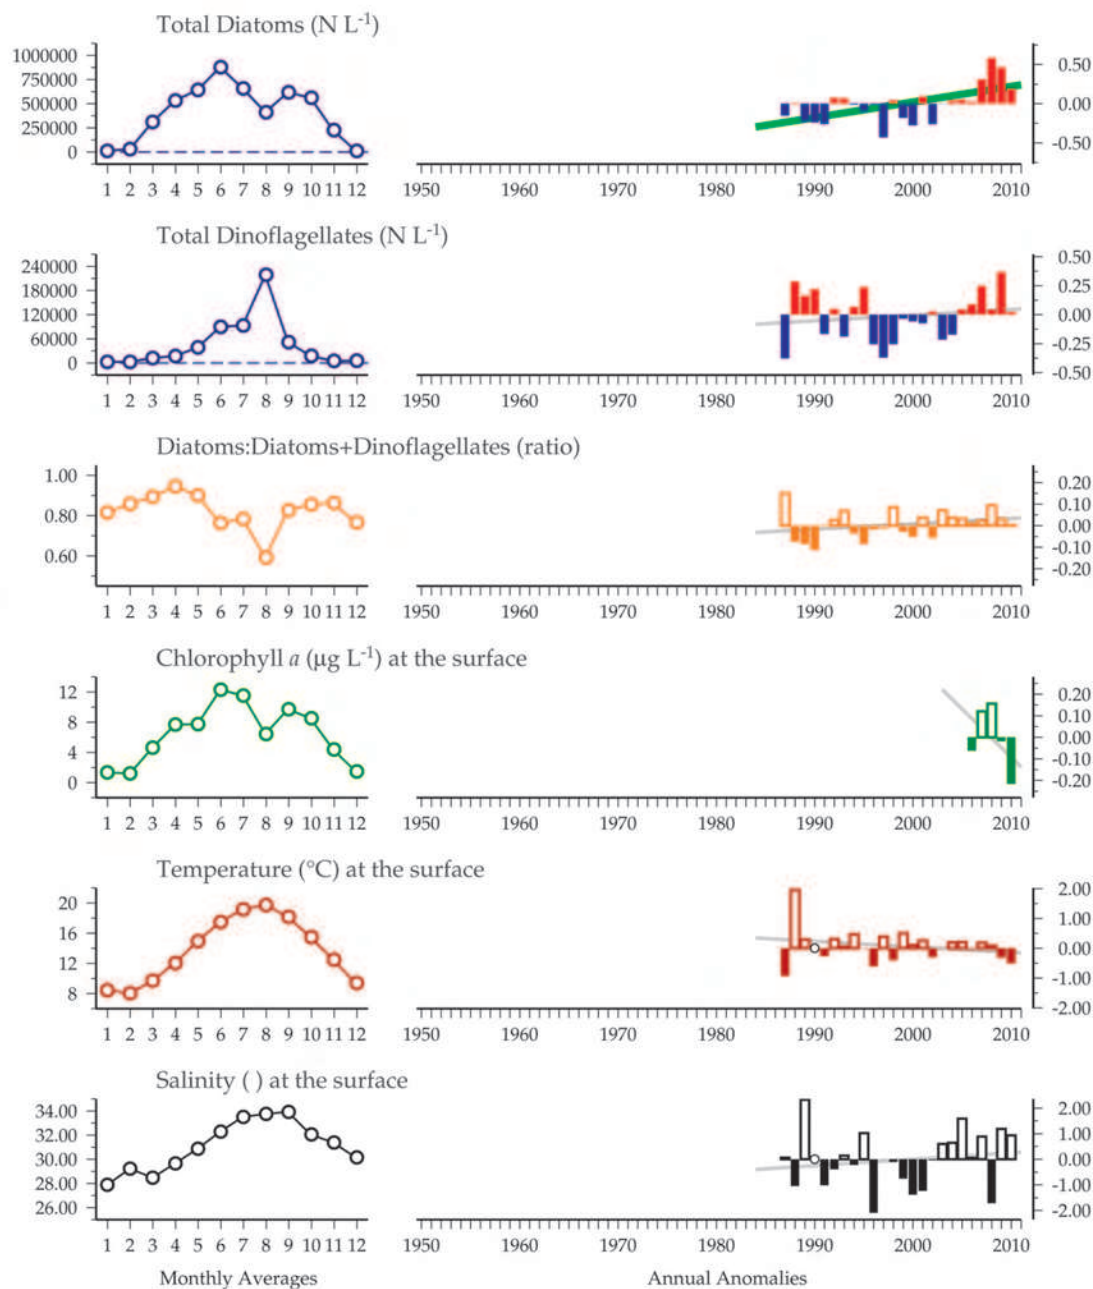 Total Diatoms (N L⁻¹)
1000000
750000
500000
250000
0
0.50
0.00
-0.50
1 2 3 4 5 6 7 8 9 10 11 12
1950 1960 1970 1980 1990 2000 2010
Total Dinoflagellates (N L⁻¹)
240000
180000
120000
60000
0
0.50
0.25
0.00
-0.25
-0.50
1 2 3 4 5 6 7 8 9 10 11 12
1950 1960 1970 1980 1990 2000 2010
Diatoms:Diatoms+Dinoflagellates (ratio)
1.00
0.80
0.60
0.20
0.10
0.00
-0.10
-0.20
1 2 3 4 5 6 7 8 9 10 11 12
1950 1960 1970 1980 1990 2000 2010
Chlorophyll a (µg L⁻¹) at the surface
12
8
4
0
0.20
0.10
0.00
-0.10
-0.20
1 2 3 4 5 6 7 8 9 10 11 12
1950 1960 1970 1980 1990 2000 2010
Temperature (°C) at the surface
20
16
12
8
2.00
1.00
0.00
-1.00
-2.00
1 2 3 4 5 6 7 8 9 10 11 12
1950 1960 1970 1980 1990 2000 2010
Salinity ( ) at the surface
34.00
32.00
30.00
28.00
26.00
2.00
1.00
0.00
-1.00
-2.00
1 2 3 4 5 6 7 8 9 10 11 12
1950 1960 1970 1980 1990 2000 2010
Monthly Averages
Annual Anomalies